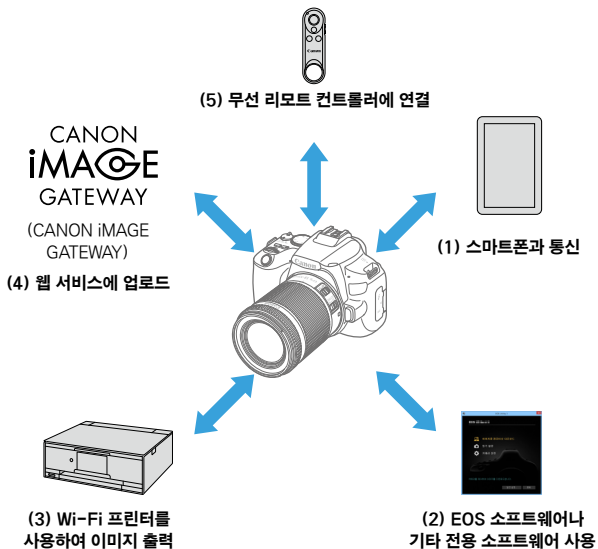 Canon
(5) 무선 리모트 컨트롤러에 연결
CANON
iMAGE
GATEWAY
(CANON iMAGE
GATEWAY)
(4) 웹 서비스에 업로드
Canon
(1) 스마트폰과 통신
(3) Wi-Fi 프린터를
사용하여 이미지 출력
(2) EOS 소프트웨어나
기타 전용 소프트웨어 사용